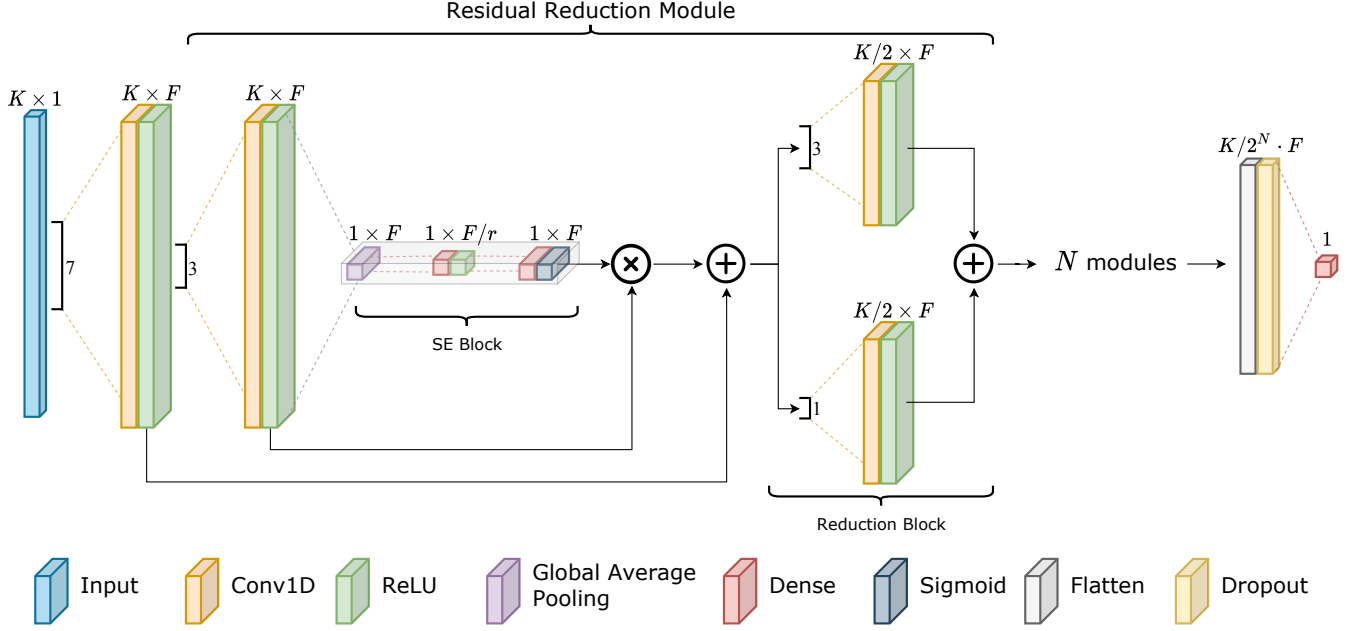 Residual Reduction Module
K × 1
K × F
K × F
K/2 × F
7
3
3
1 × F
1 × F/r
1 × F
SE Block
K/2 × F
1
Reduction Block
N modules
K/2^N · F
1
Input
Conv1D
ReLU
Global Average
Pooling
Dense
Sigmoid
Flatten
Dropout